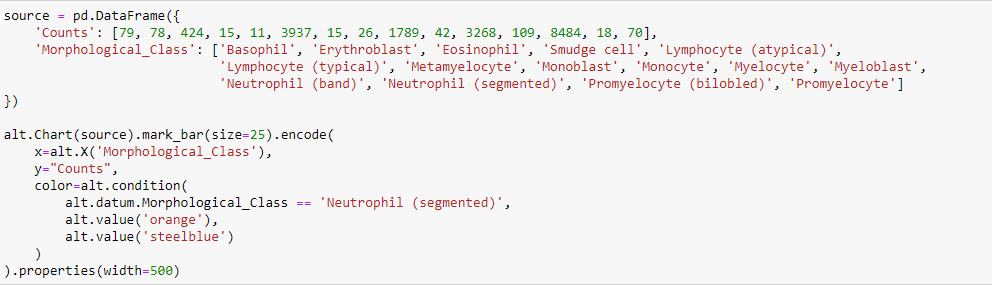 source = pd.DataFrame({
    'Counts': [79, 78, 424, 15, 11, 3937, 15, 26, 1789, 42, 3268, 109, 8484, 18, 70],
    'Morphological_Class': ['Basophil', 'Erythroblast', 'Eosinophil', 'Smudge cell', 'Lymphocyte (atypical)',
                            'Lymphocyte (typical)', 'Metamyelocyte', 'Monoblast', 'Monocyte', 'Myelocyte', 'Myeloblast',
                            'Neutrophil (band)', 'Neutrophil (segmented)', 'Promyelocyte (bilobled)', 'Promyelocyte']
})

alt.Chart(source).mark_bar(size=25).encode(
    x=alt.X('Morphological_Class'),
    y="Counts",
    color=alt.condition(
        alt.datum.Morphological_Class == 'Neutrophil (segmented)',
        alt.value('orange'),
        alt.value('steelblue')
    )
).properties(width=500)